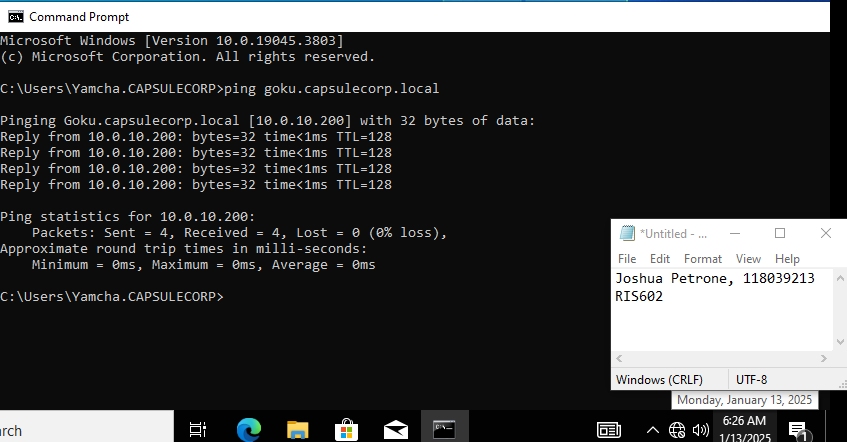 Command Prompt
Microsoft Windows [Version 10.0.19045.3803]
(c) Microsoft Corporation. All rights reserved.
C:\Users\Yamcha.CAPSULECORP>ping goku.capsulecorp.local
Pinging Goku.capsulecorp.local [10.0.10.200] with 32 bytes of data:
Reply from 10.0.10.200: bytes=32 time<1ms TTL=128
Reply from 10.0.10.200: bytes=32 time<1ms TTL=128
Reply from 10.0.10.200: bytes=32 time<1ms TTL=128
Reply from 10.0.10.200: bytes=32 time<1ms TTL=128
Ping statistics for 10.0.10.200:
    Packets: Sent = 4, Received = 4, Lost = 0 (0% loss),
Approximate round trip times in milli-seconds:
    Minimum = 0ms, Maximum = 0ms, Average = 0ms
C:\Users\Yamcha.CAPSULECORP>
*Untitled - ...
File Edit Format View Help
Joshua Petrone, 118039213
RIS602
Windows (CRLF) UTF-8
Monday, January 13, 2025
rch
6:26 AM
1/13/2025
1